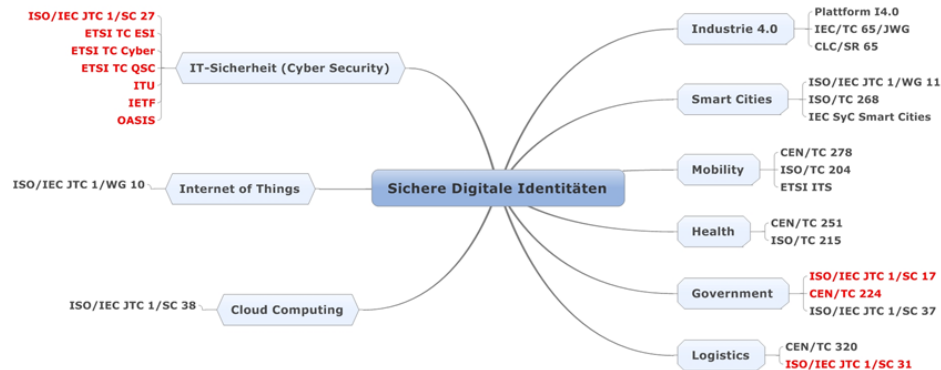 ISO/IEC JTC 1/SC 27
ETSI TC ESI
ETSI TC Cyber
ETSI TC QSC
ITU
IETF
OASIS
IT-Sicherheit (Cyber Security)
ISO/IEC JTC 1/WG 10
Internet of Things
ISO/IEC JTC 1/SC 38
Cloud Computing
Sichere Digitale Identitäten
Industrie 4.0
Plattform I4.0
IEC/TC 65/JWG
CLC/SR 65
Smart Cities
ISO/IEC JTC 1/WG 11
ISO/TC 268
IEC SyC Smart Cities
Mobility
CEN/TC 278
ISO/TC 204
ETSI ITS
Health
CEN/TC 251
ISO/TC 215
Government
ISO/IEC JTC 1/SC 17
CEN/TC 224
ISO/IEC JTC 1/SC 37
Logistics
CEN/TC 320
ISO/IEC JTC 1/SC 31